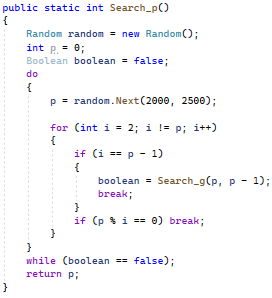 public static int Search_p()
{
    Random random = new Random();
    int p = 0;
    Boolean boolean = false;
    do
    {
        p = random.Next(2000, 2500);
        for (int i = 2; i != p; i++)
        {
            if (i == p - 1)
            {
                boolean = Search_g(p, p - 1);
                break;
            }
            if (p % i == 0) break;
        }
    }
    while (boolean == false);
    return p;
}